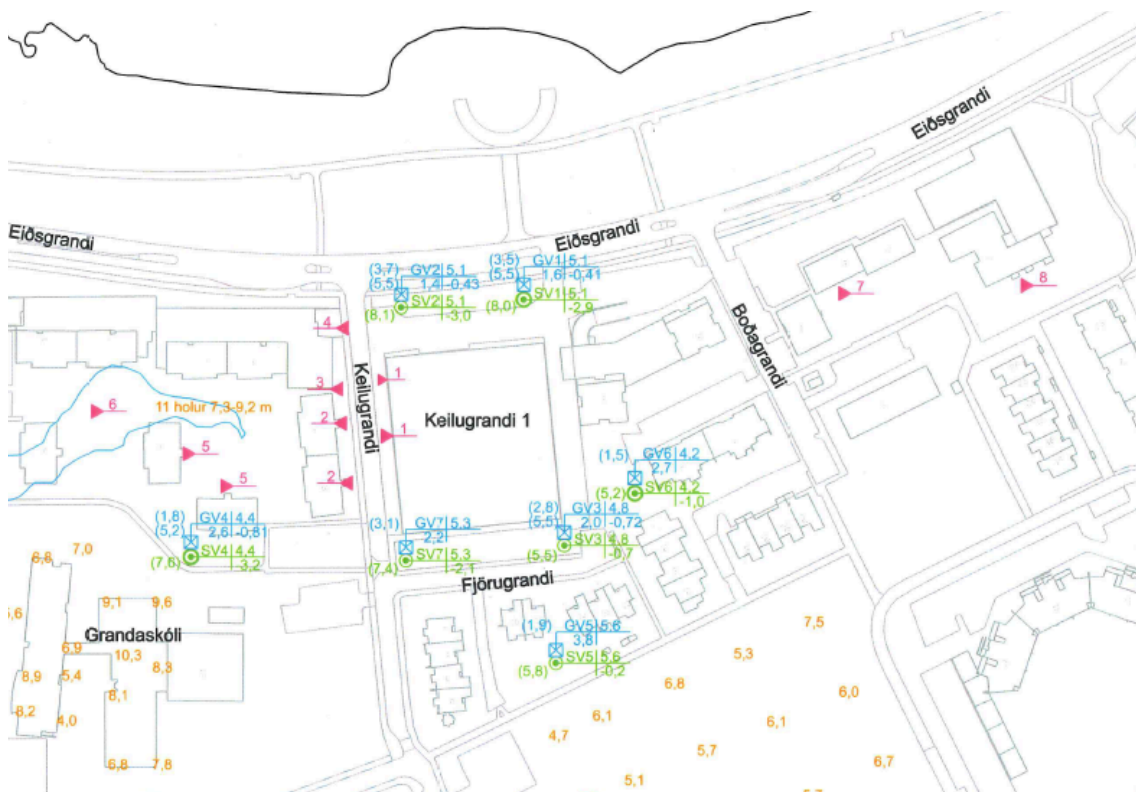 Eiðsgrandi
Eiðsgrandi
Eiðsgrandi
(3,7) GV2 5,1
(5,5) 1,4 -0,43
SV2 5,1
(8,1) -3,0
(3,5) GV1 5,1
(5,5) 1,6 -0,41
SV1 5,1
(8,0) -2,9
7
8
4
Boðagrandi
Keilugrandi
3
1
6
11 holur 7,3-9,2 m
2
1
Keilugrandi 1
5
5
2
(1,5) GV6 4,2
2,7
(5,2) SV6 4,2
-1,0
(1,8) GV4 4,4
(5,2) 2,6 -0,81
SV4 4,4
-3,2
(3,1) GV7 5,3
2,2
SV7 5,3
(7,4) -2,1
(2,8) GV3 4,8
(5,5) 2,0 -0,72
SV3 4,8
(5,5) -0,7
Fjörugrandi
7,0
9,1 9,6
Grandaskóli
6,9 10,3
8,9 5,4 8,3
8,1
8,2 4,0
6,8 7,8
(1,9) GV5 5,6
3,8
SV5 5,6
(5,8) -0,2
7,5
5,3
6,8 6,0
6,1 6,1
4,7 5,7
6,7
5,1